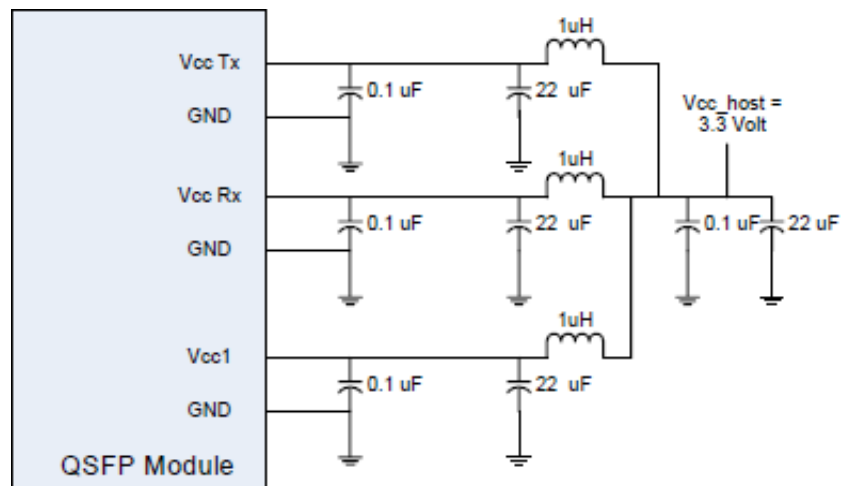 1uH
Vcc Tx
0.1 uF
22 uF
Vcc_host =
3.3 Volt
GND
1uH
Vcc Rx
0.1 uF
22 uF
0.1 uF
22 uF
GND
1uH
Vcc1
0.1 uF
22 uF
GND
QSFP Module